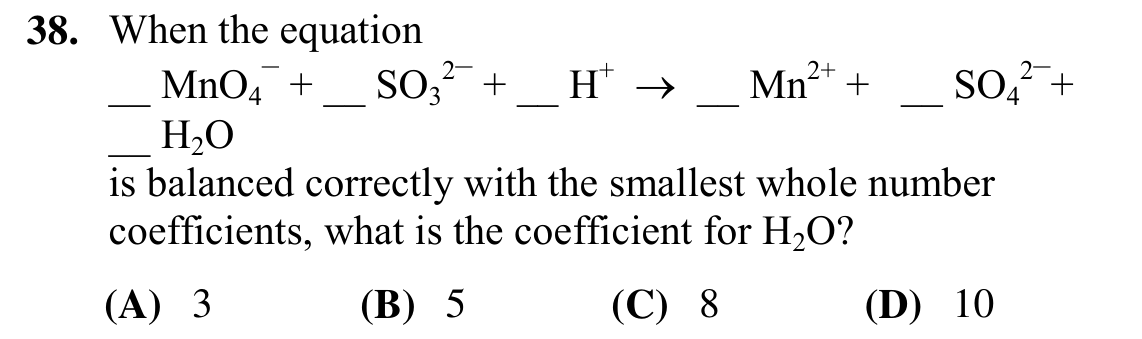 38. When the equation
__ MnO₄⁻ + __ SO₃²⁻ + __ H⁺ → __ Mn²⁺ + __ SO₄²⁻ +
__ H₂O
is balanced correctly with the smallest whole number
coefficients, what is the coefficient for H₂O?
(A) 3 (B) 5 (C) 8 (D) 10